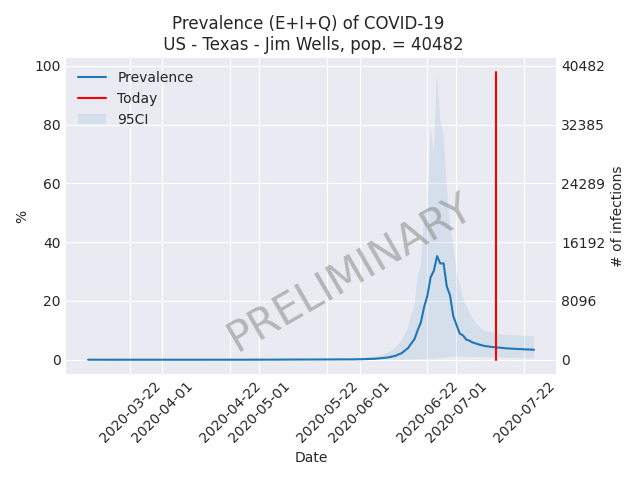 Prevalence (E+I+Q) of COVID-19
US - Texas - Jim Wells, pop. = 40482
Prevalence
Today
95CI
100
80
60
40
20
0
%
40482
32385
24289
16192
8096
0
# of infections
PRELIMINARY
2020-03-22
2020-04-01
2020-04-22
2020-05-01
2020-05-22
2020-06-01
2020-06-22
2020-07-01
2020-07-22
Date